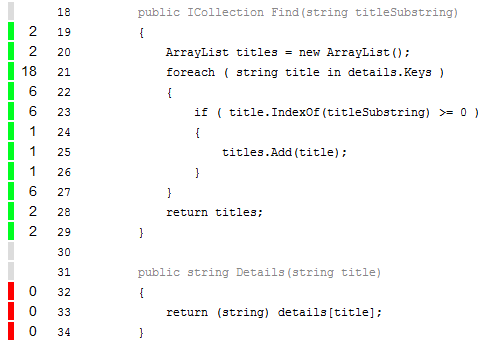 18 public ICollection Find(string titleSubstring)
2 19 {
2 20 ArrayList titles = new ArrayList();
18 21 foreach ( string title in details.Keys )
6 22 {
6 23 if ( title.IndexOf(titleSubstring) >= 0 )
1 24 {
1 25 titles.Add(title);
1 26 }
6 27 }
2 28 return titles;
2 29 }
30
31 public string Details(string title)
0 32 {
0 33 return (string) details[title];
0 34 }